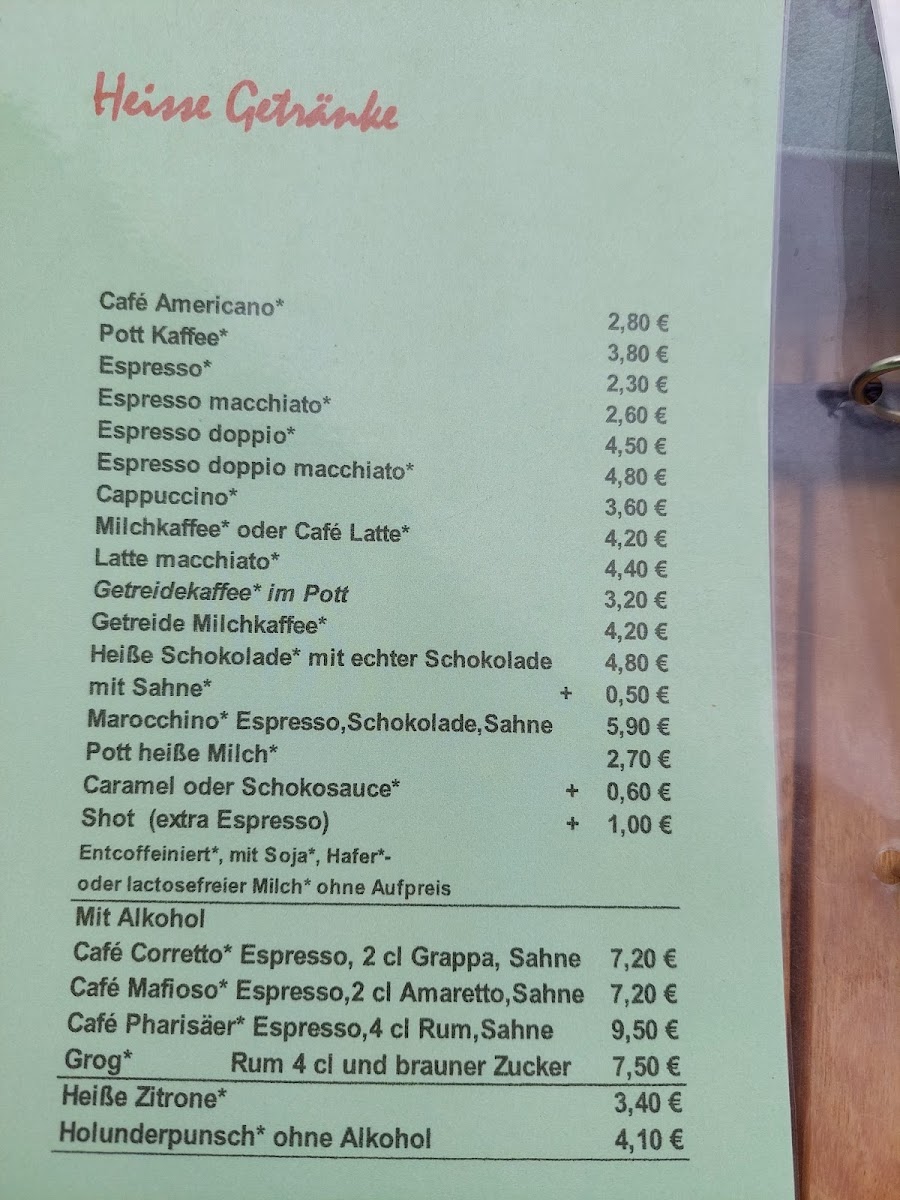 Heisse Getränke
Café Americano* 2,80 €
Pott Kaffee* 3,80 €
Espresso* 2,30 €
Espresso macchiato* 2,60 €
Espresso doppio* 4,50 €
Espresso doppio macchiato* 4,80 €
Cappuccino* 3,60 €
Milchkaffee* oder Café Latte* 4,20 €
Latte macchiato* 4,40 €
Getreidekaffee* im Pott 3,20 €
Getreide Milchkaffee* 4,20 €
Heiße Schokolade* mit echter Schokolade 4,80 €
mit Sahne* + 0,50 €
Marocchino* Espresso,Schokolade,Sahne 5,90 €
Pott heiße Milch* 2,70 €
Caramel oder Schokosauce* + 0,60 €
Shot (extra Espresso) + 1,00 €
Entcoffeiniert*, mit Soja*, Hafer*-
oder lactosefreier Milch* ohne Aufpreis
Mit Alkohol
Café Corretto* Espresso, 2 cl Grappa, Sahne 7,20 €
Café Mafioso* Espresso,2 cl Amaretto,Sahne 7,20 €
Café Pharisäer* Espresso,4 cl Rum,Sahne 9,50 €
Grog* Rum 4 cl und brauner Zucker 7,50 €
Heiße Zitrone* 3,40 €
Holunderpunsch* ohne Alkohol 4,10 €